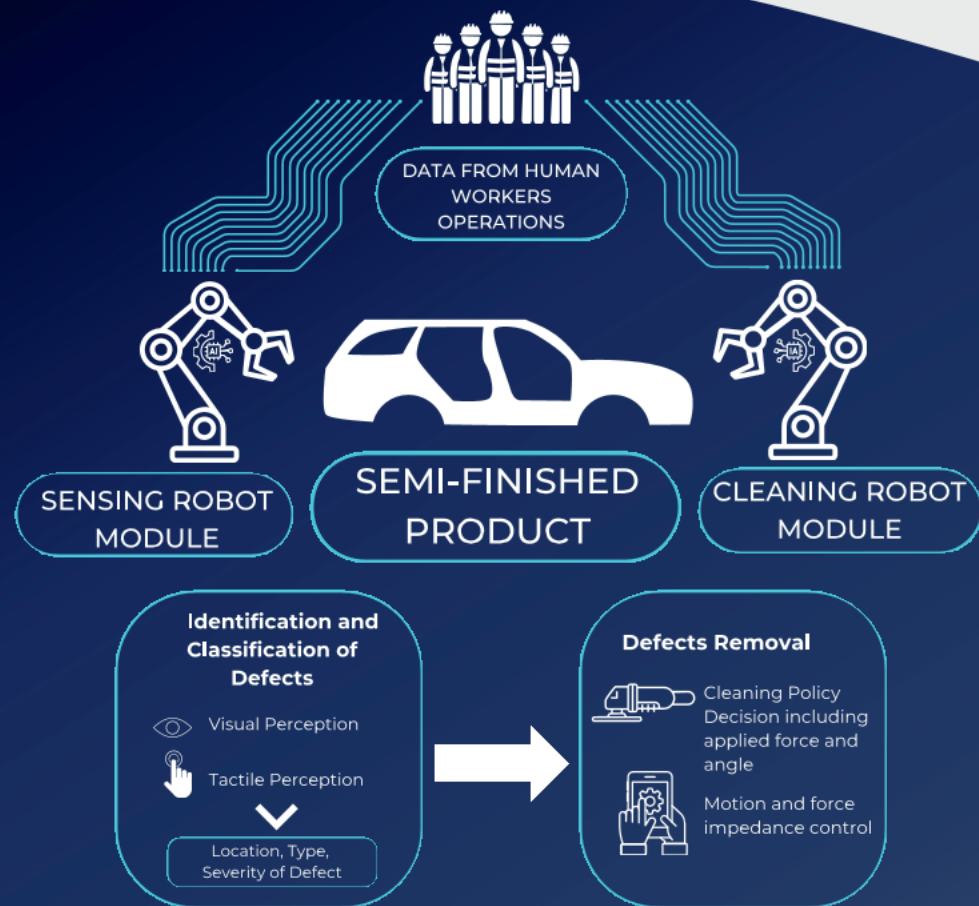 DATA FROM HUMAN
WORKERS
OPERATIONS
AI
IA
SENSING ROBOT
MODULE
SEMI-FINISHED
PRODUCT
CLEANING ROBOT
MODULE
Identification and
Classification of
Defects
Visual Perception
Tactile Perception
Location, Type,
Severity of Defect
Defects Removal
Cleaning Policy
Decision including
applied force and
angle
Motion and force
impedance control